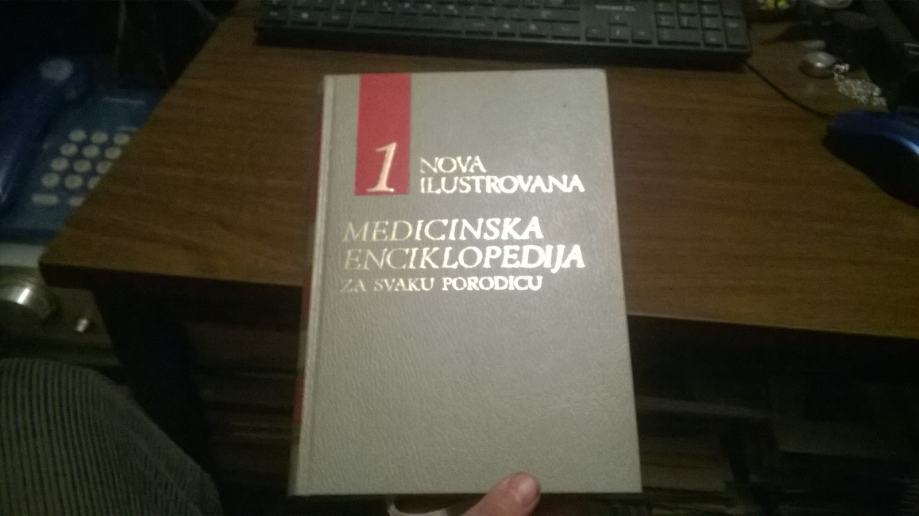 1
NOVA
ILUSTROVANA
MEDICINSKA
ENCIKLOPEDIJA
ZA SVAKU PORODICU